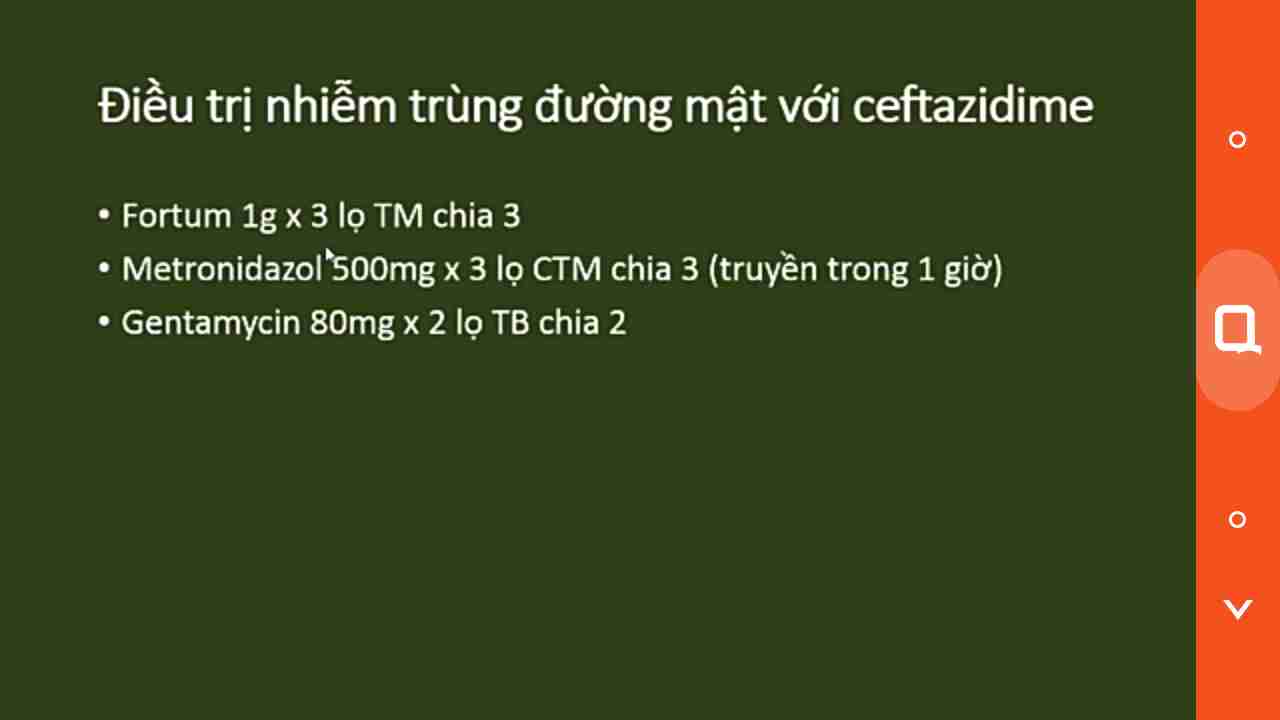 Điều trị nhiễm trùng đường mật với ceftazidime
• Fortum 1g x 3 lọ TM chia 3
• Metronidazol 500mg x 3 lọ CTM chia 3 (truyền trong 1 giờ)
• Gentamycin 80mg x 2 lọ TB chia 2